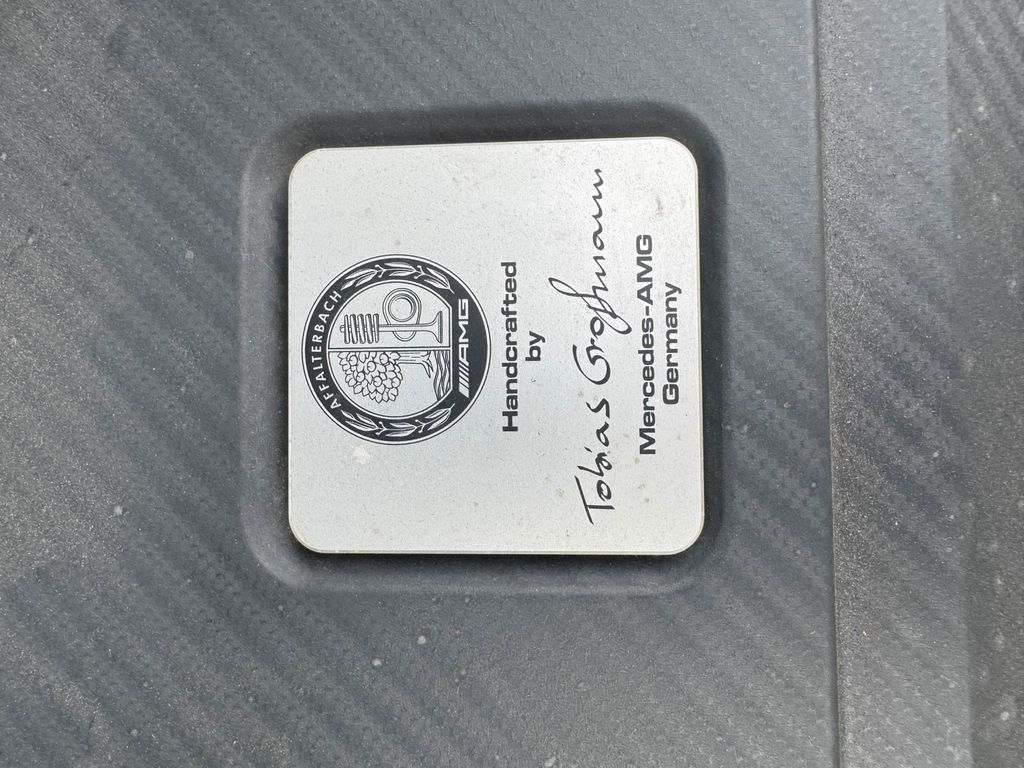 AFFALTERBACH
AMG
Handcrafted
by
Tobias Großmann
Mercedes-AMG
Germany